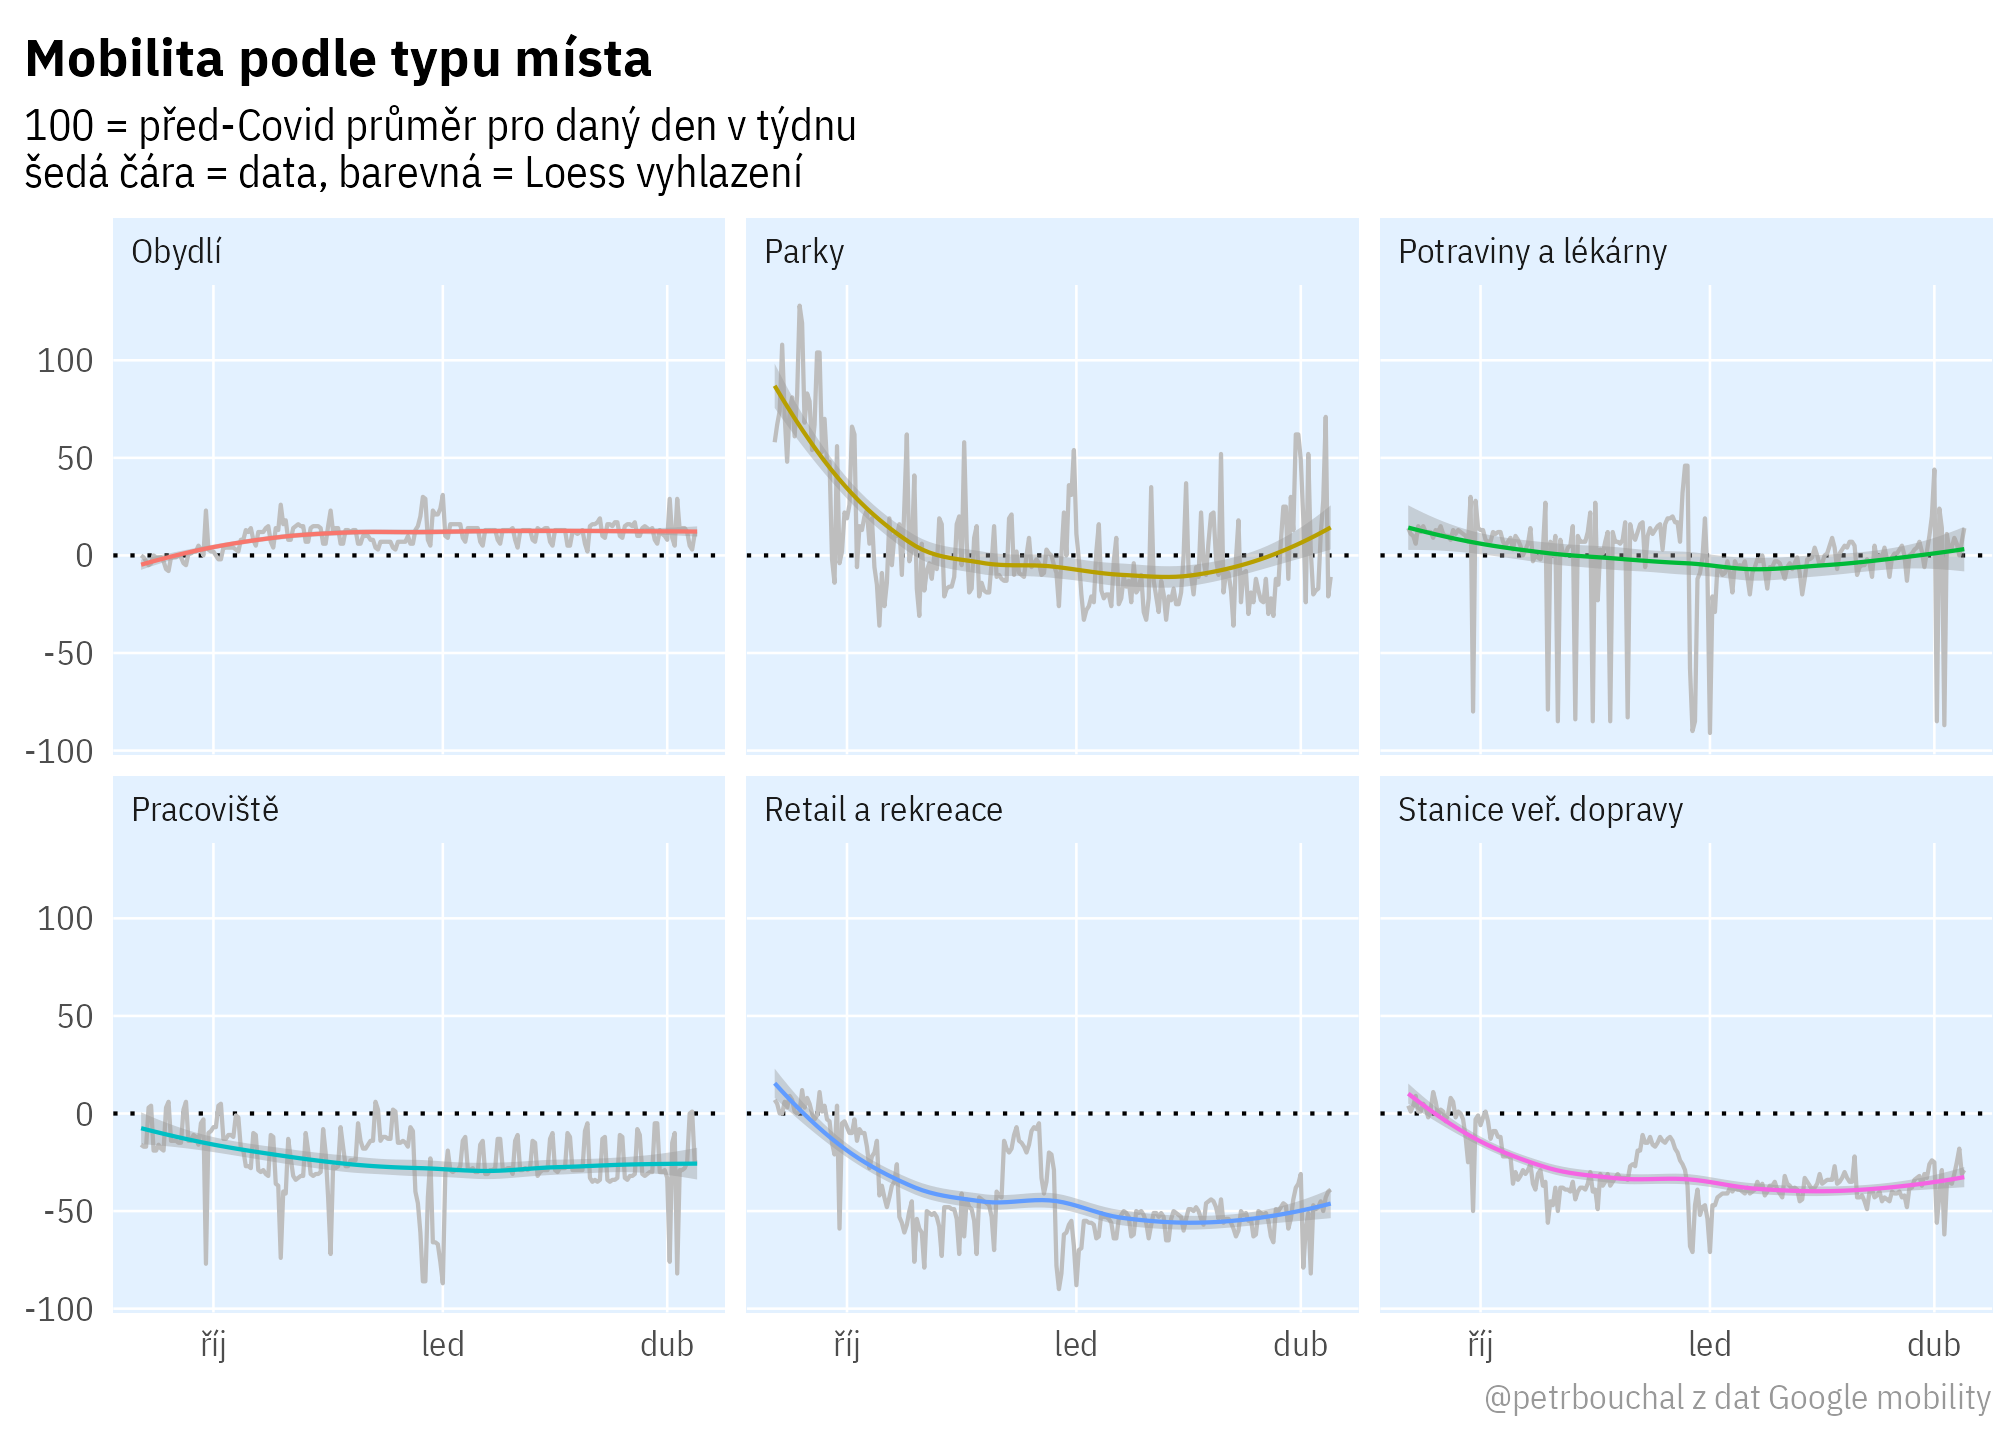 Mobilita podle typu místa
100 = před-Covid průměr pro daný den v týdnu
šedá čára = data, barevná = Loess vyhlazení
Obydlí
Parky
Potraviny a lékárny
100
50
0
-50
-100
Pracoviště
Retail a rekreace
Stanice veř. dopravy
100
50
0
-50
-100
říj led dub říj led dub říj led dub
@petrbouchal z dat Google mobility